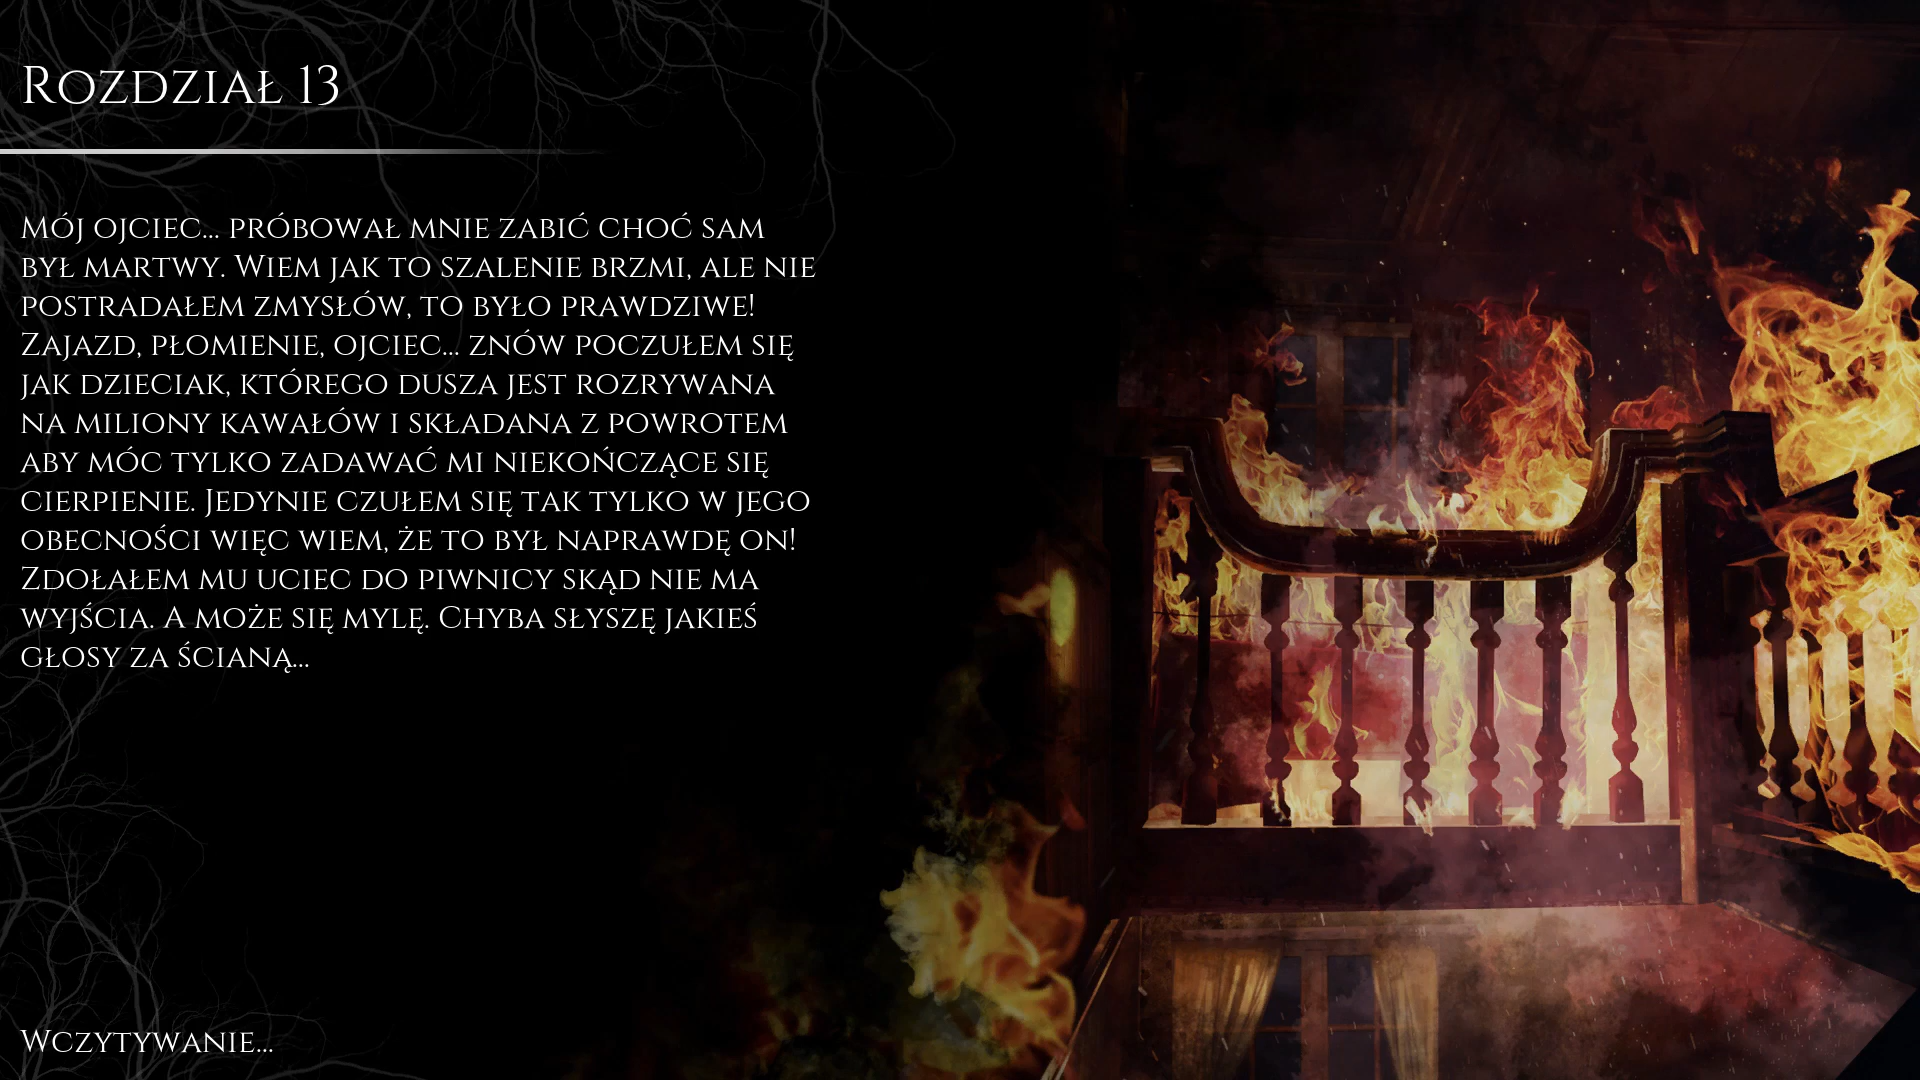 Rozdział 13
Mój ojciec... próbował mnie zabić choć sam
był martwy. Wiem jak to szalenie brzmi, ale nie
postradałem zmysłów, to było prawdziwe!
Zajazd, płomienie, ojciec... znów poczułem się
jak dzieciak, którego dusza jest rozrywana
na miliony kawałów i składana z powrotem
aby móc tylko zadawać mi niekończące się
cierpienie. Jedynie czułem się tak tylko w jego
obecności więc wiem, że to był naprawdę on!
Zdołałem mu uciec do piwnicy skąd nie ma
wyjścia. A może się mylę. Chyba słyszę jakieś
głosy za ścianą...
Wczytywanie...